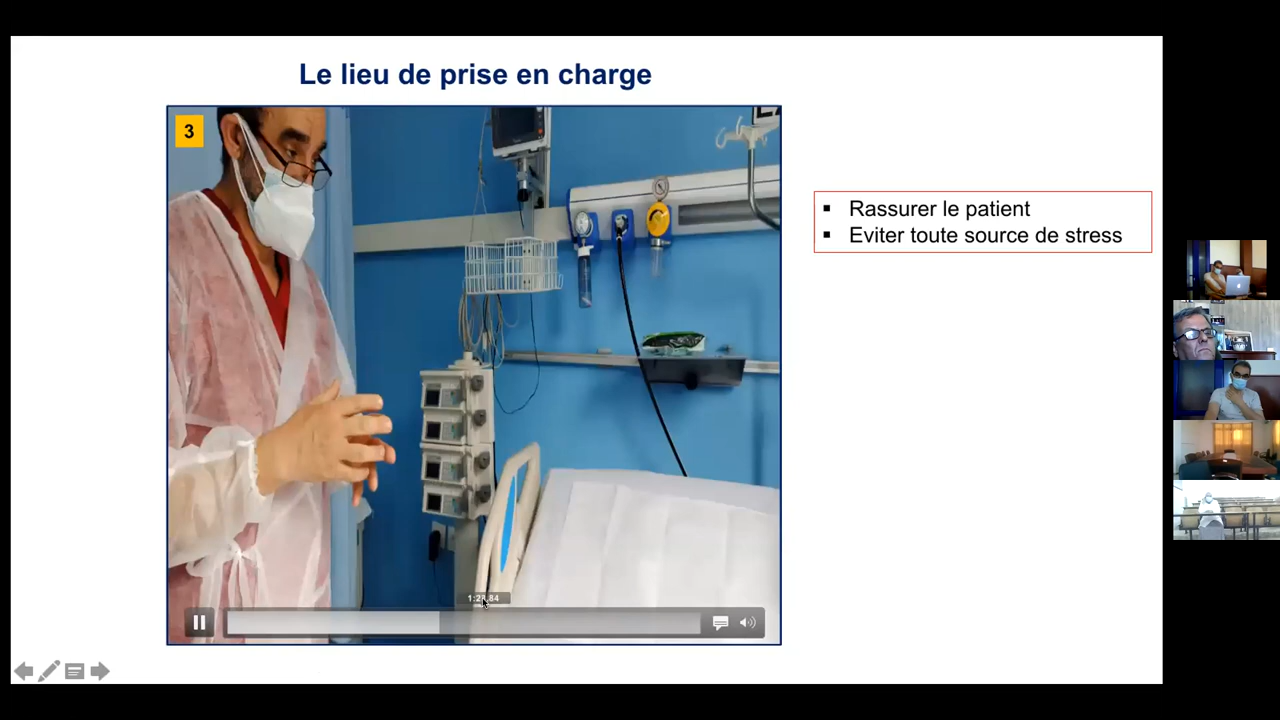 Le lieu de prise en charge
3
▪ Rassurer le patient
▪ Eviter toute source de stress